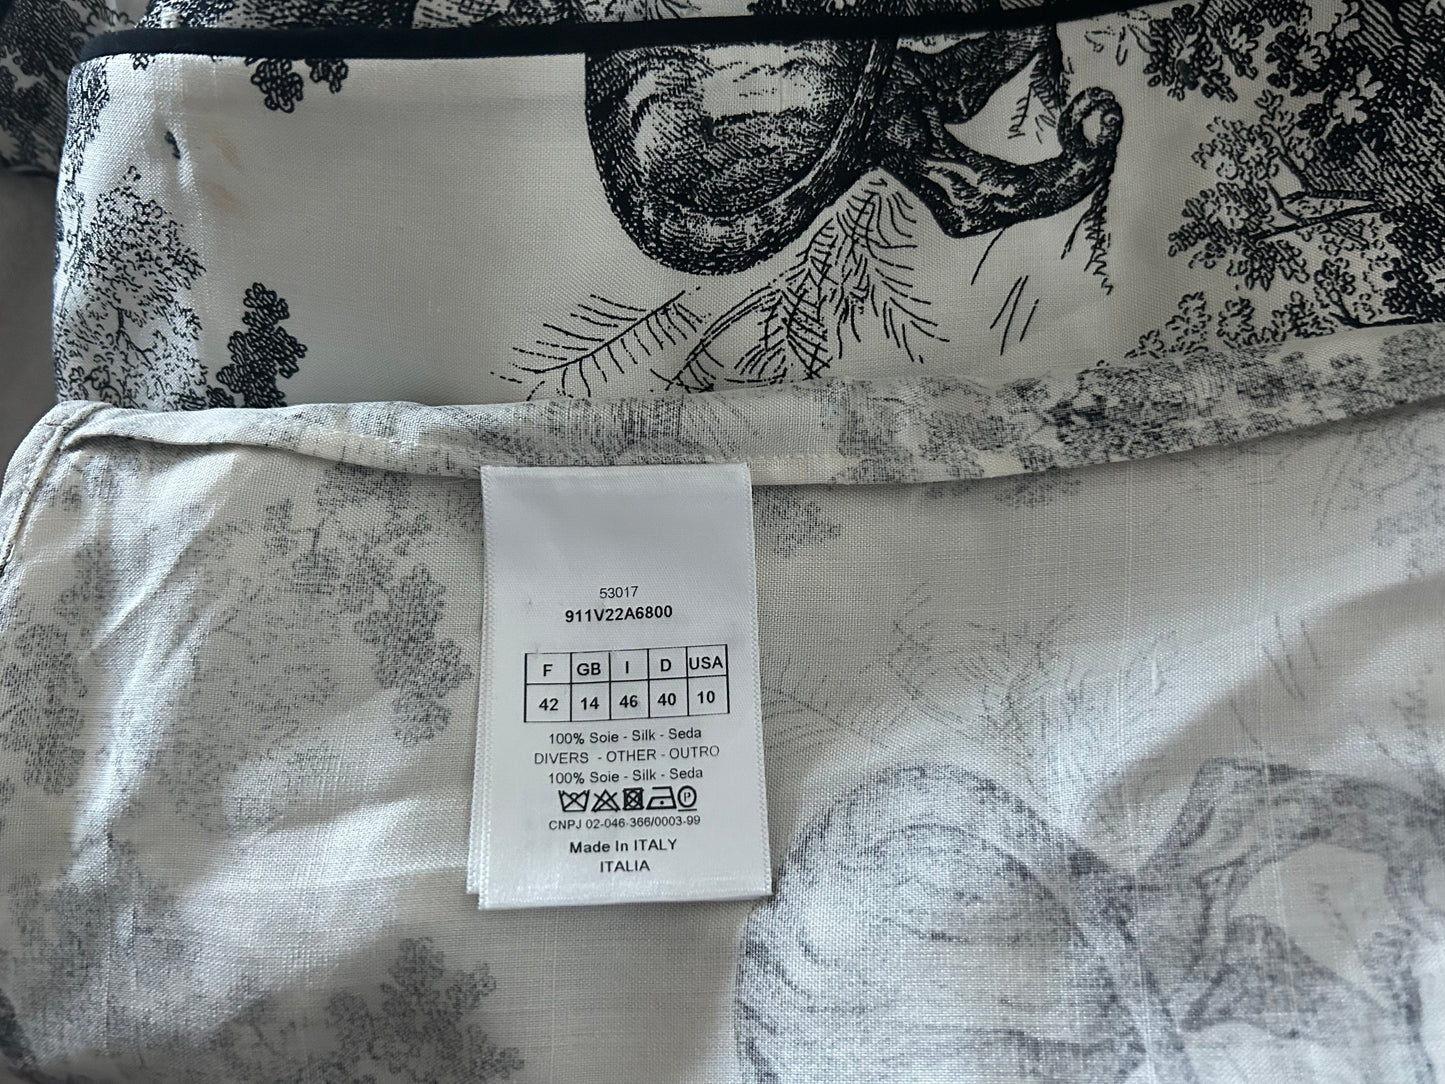 53017
911V22A6800
F GB I D USA
42 14 46 40 10
100% Soie - Silk - Seda
DIVERS - OTHER - OUTRO
100% Soie - Silk - Seda
P
CNPJ 02-046-366/0003-99
Made In ITALY
ITALIA